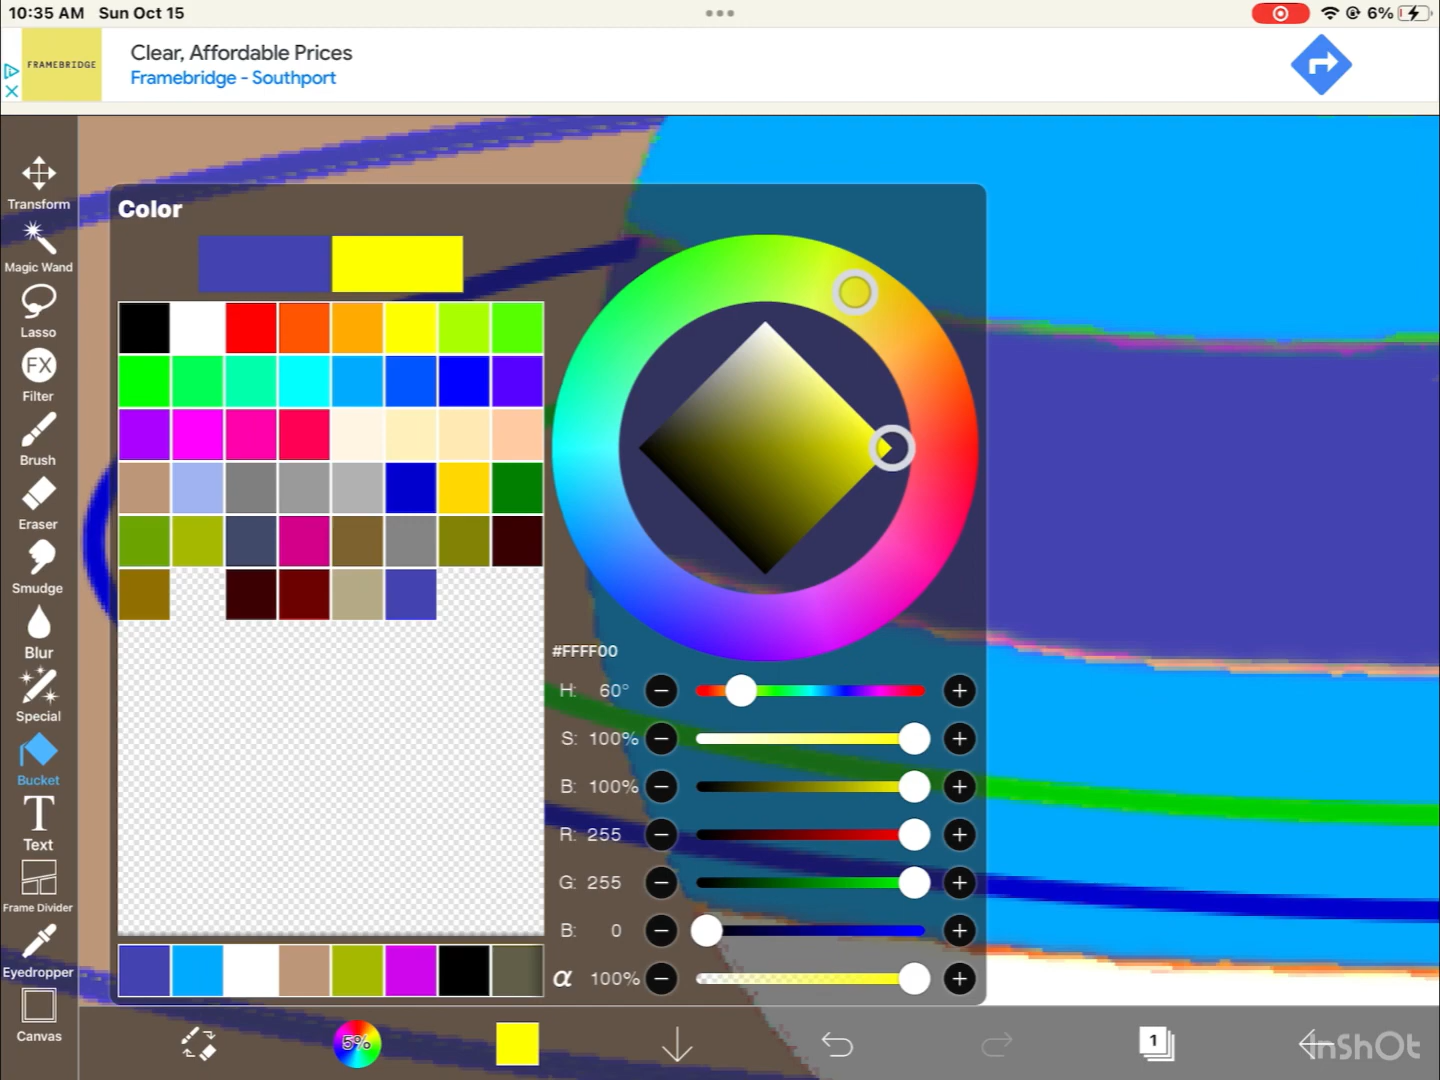 10:35 AM Sun Oct 15
6%
FRAMEBRIDGE
Clear, Affordable Prices
Framebridge - Southport
Transform
Magic Wand
Lasso
FX
Filter
Brush
Eraser
Smudge
Blur
Special
Bucket
T
Text
Frame Divider
Eyedropper
Canvas
Color
#FFFF00
H: 60°
S: 100%
B: 100%
R: 255
G: 255
B: 0
α 100%
5%
1
InShOt